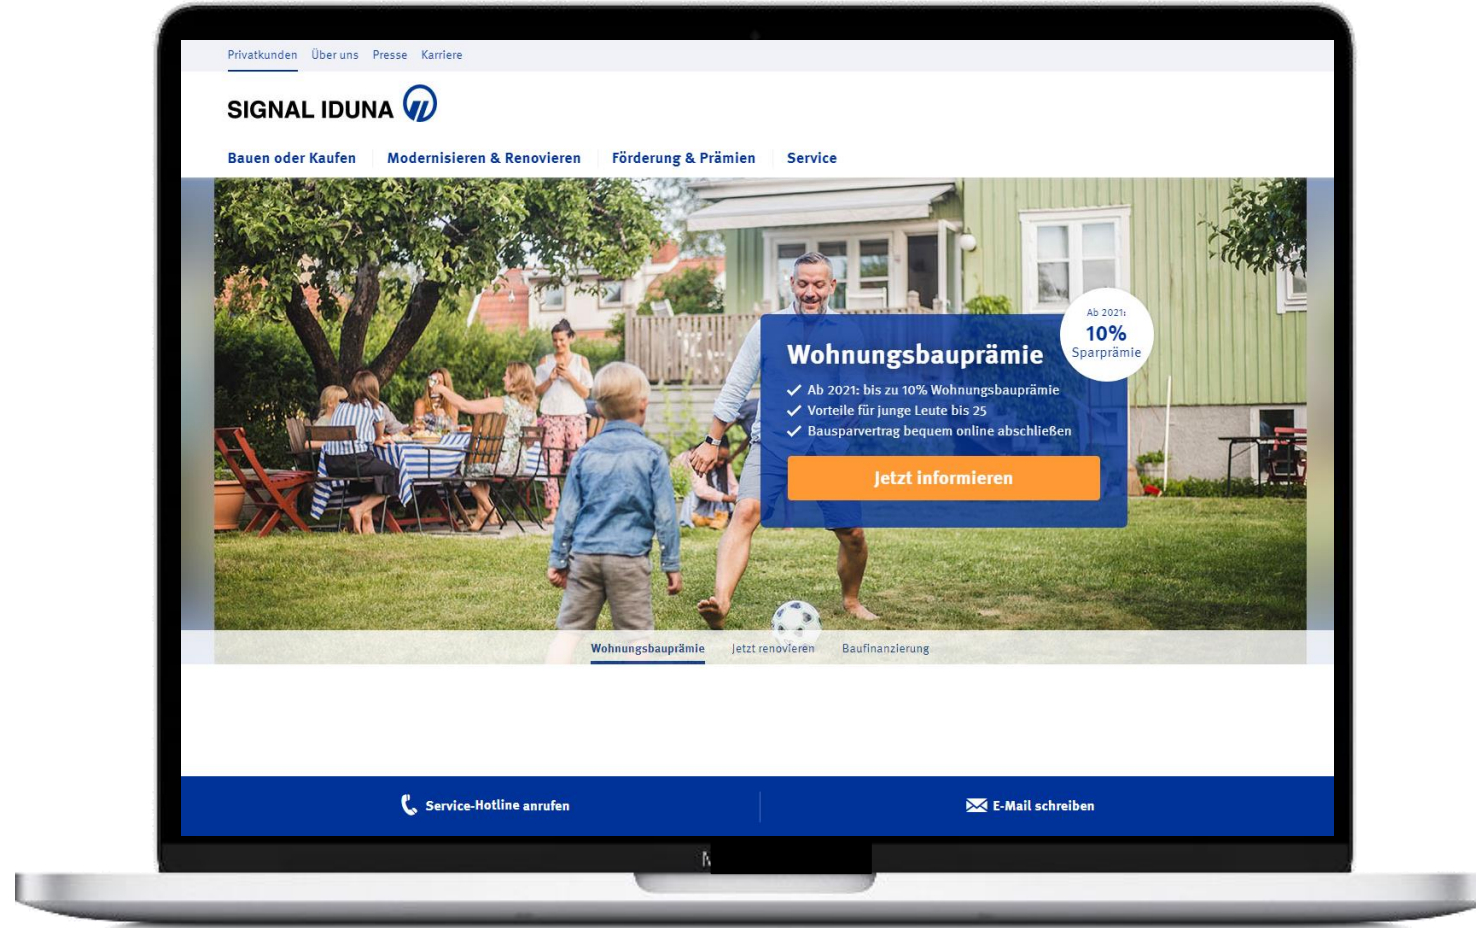 Privatkunden Über uns Presse Karriere
SIGNAL IDUNA
Bauen oder Kaufen Modernisieren & Renovieren Förderung & Prämien Service
Ab 2021:
10%
Sparprämie
Wohnungsbauprämie
Ab 2021: bis zu 10% Wohnungsbauprämie
Vorteile für junge Leute bis 25
Bausparvertrag bequem online abschließen
Jetzt informieren
Wohnungsbauprämie Jetzt renovieren Baufinanzierung
Service-Hotline anrufen E-Mail schreiben